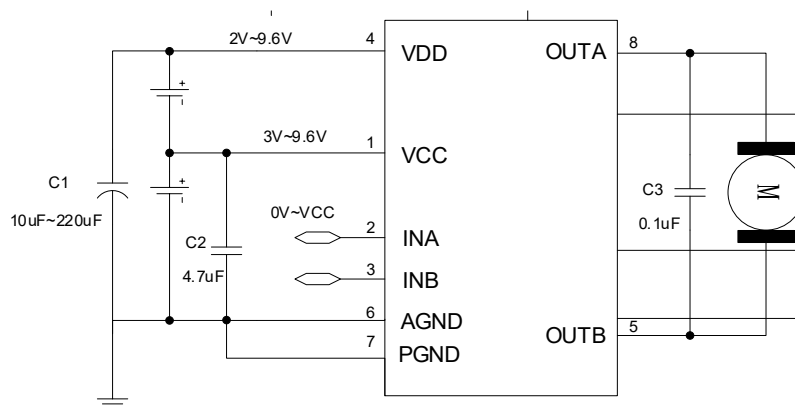 2V~9.6V
4
VDD
OUTA
8
+
-
3V~9.6V
1
VCC
C1
10uF~220uF
+
-
C2
4.7uF
0V~VCC
2
INA
3
INB
C3
0.1uF
M
6
AGND
7
PGND
OUTB
5